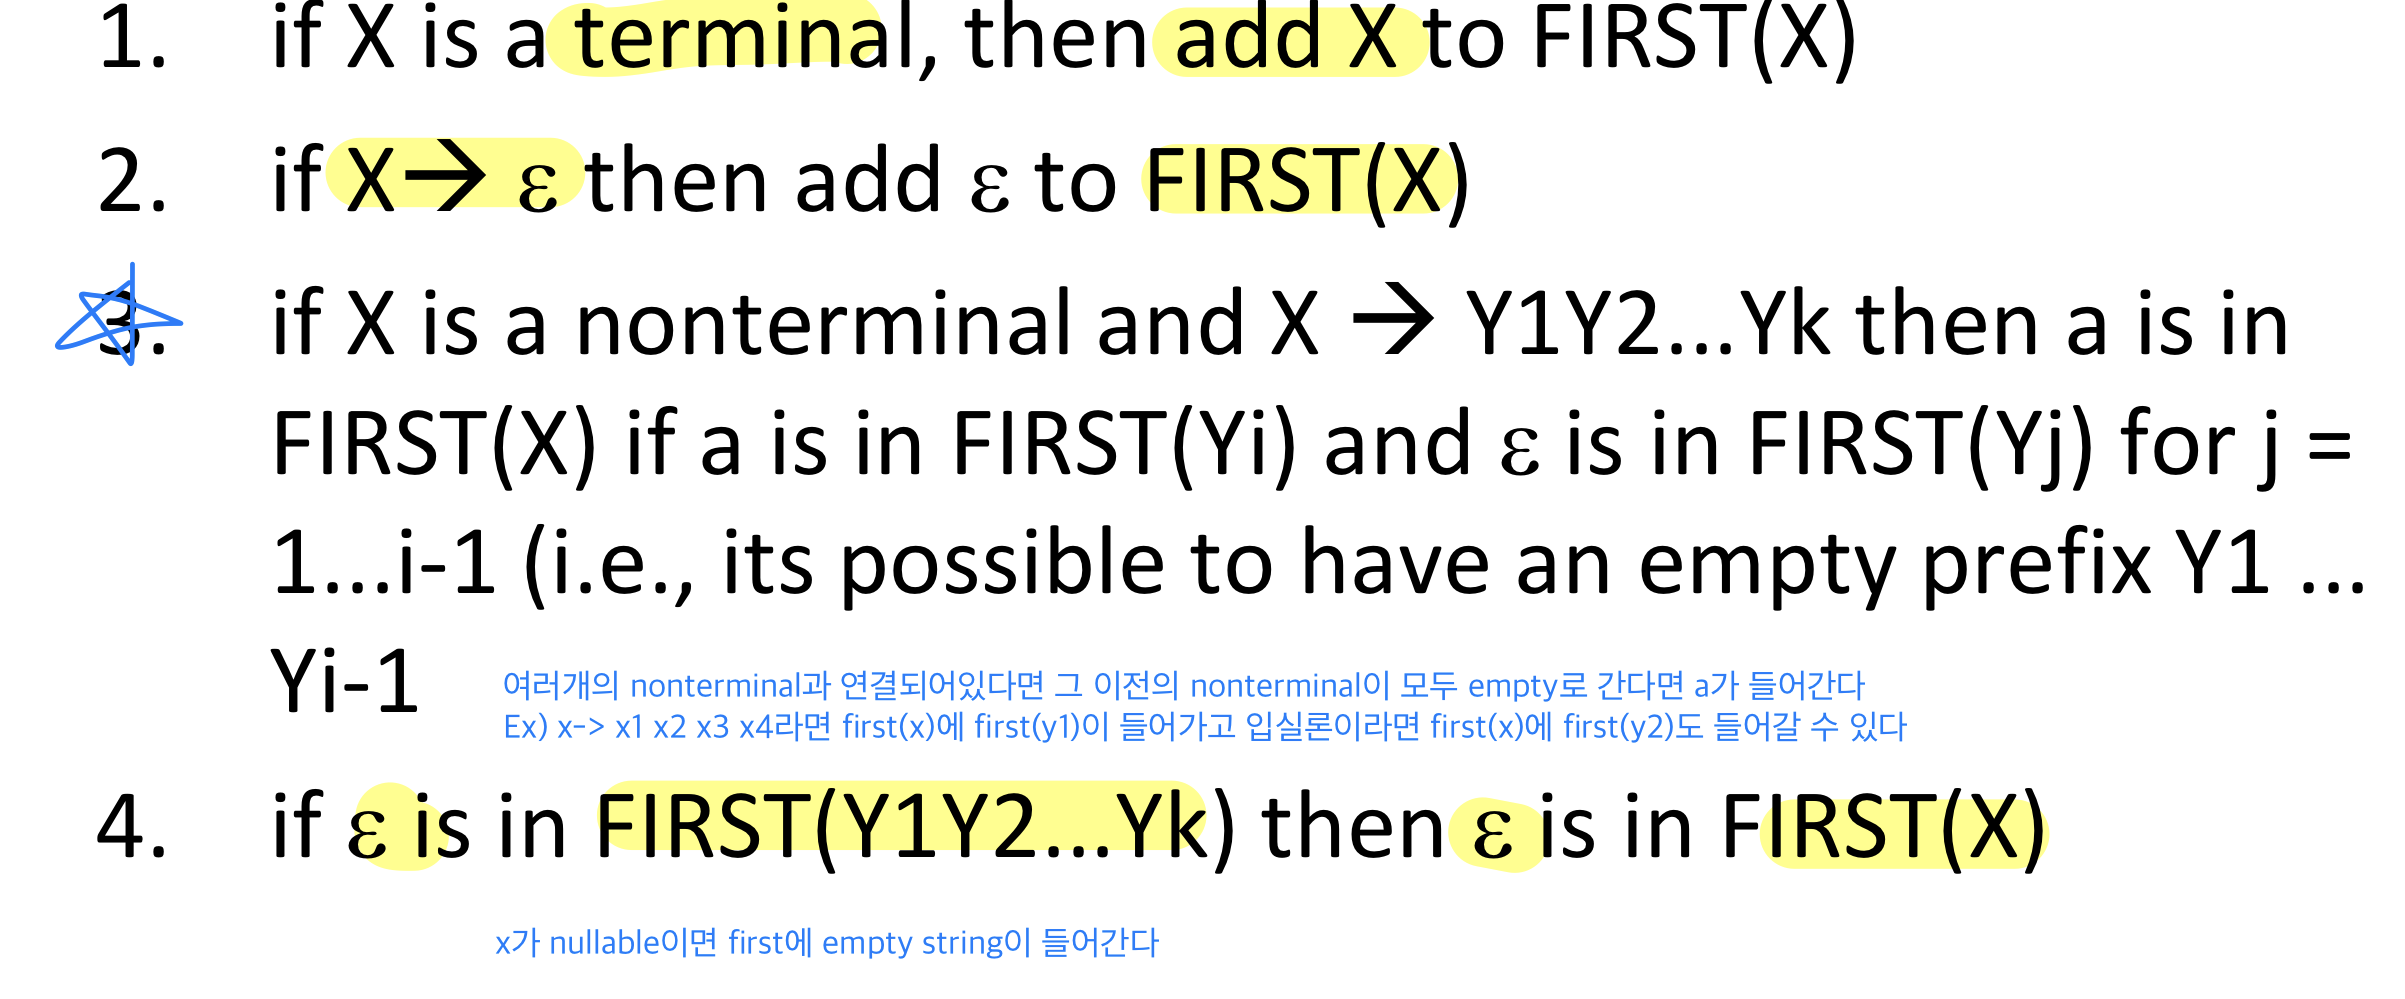 1. if X is a terminal, then add X to FIRST(X)
2. if X→ ε then add ε to FIRST(X)
3. if X is a nonterminal and X → Y1Y2...Yk then a is in
FIRST(X) if a is in FIRST(Yi) and ε is in FIRST(Yj) for j =
1...i-1 (i.e., its possible to have an empty prefix Y1 ...
Yi-1
여러개의 nonterminal과 연결되어있다면 그 이전의 nonterminal이 모두 empty로 간다면 a가 들어간다
Ex) x-> x1 x2 x3 x4라면 first(x)에 first(y1)이 들어가고 입실론이라면 first(x)에 first(y2)도 들어갈 수 있다
4. if ε is in FIRST(Y1Y2...Yk) then ε is in FIRST(X)
x가 nullable이면 first에 empty string이 들어간다